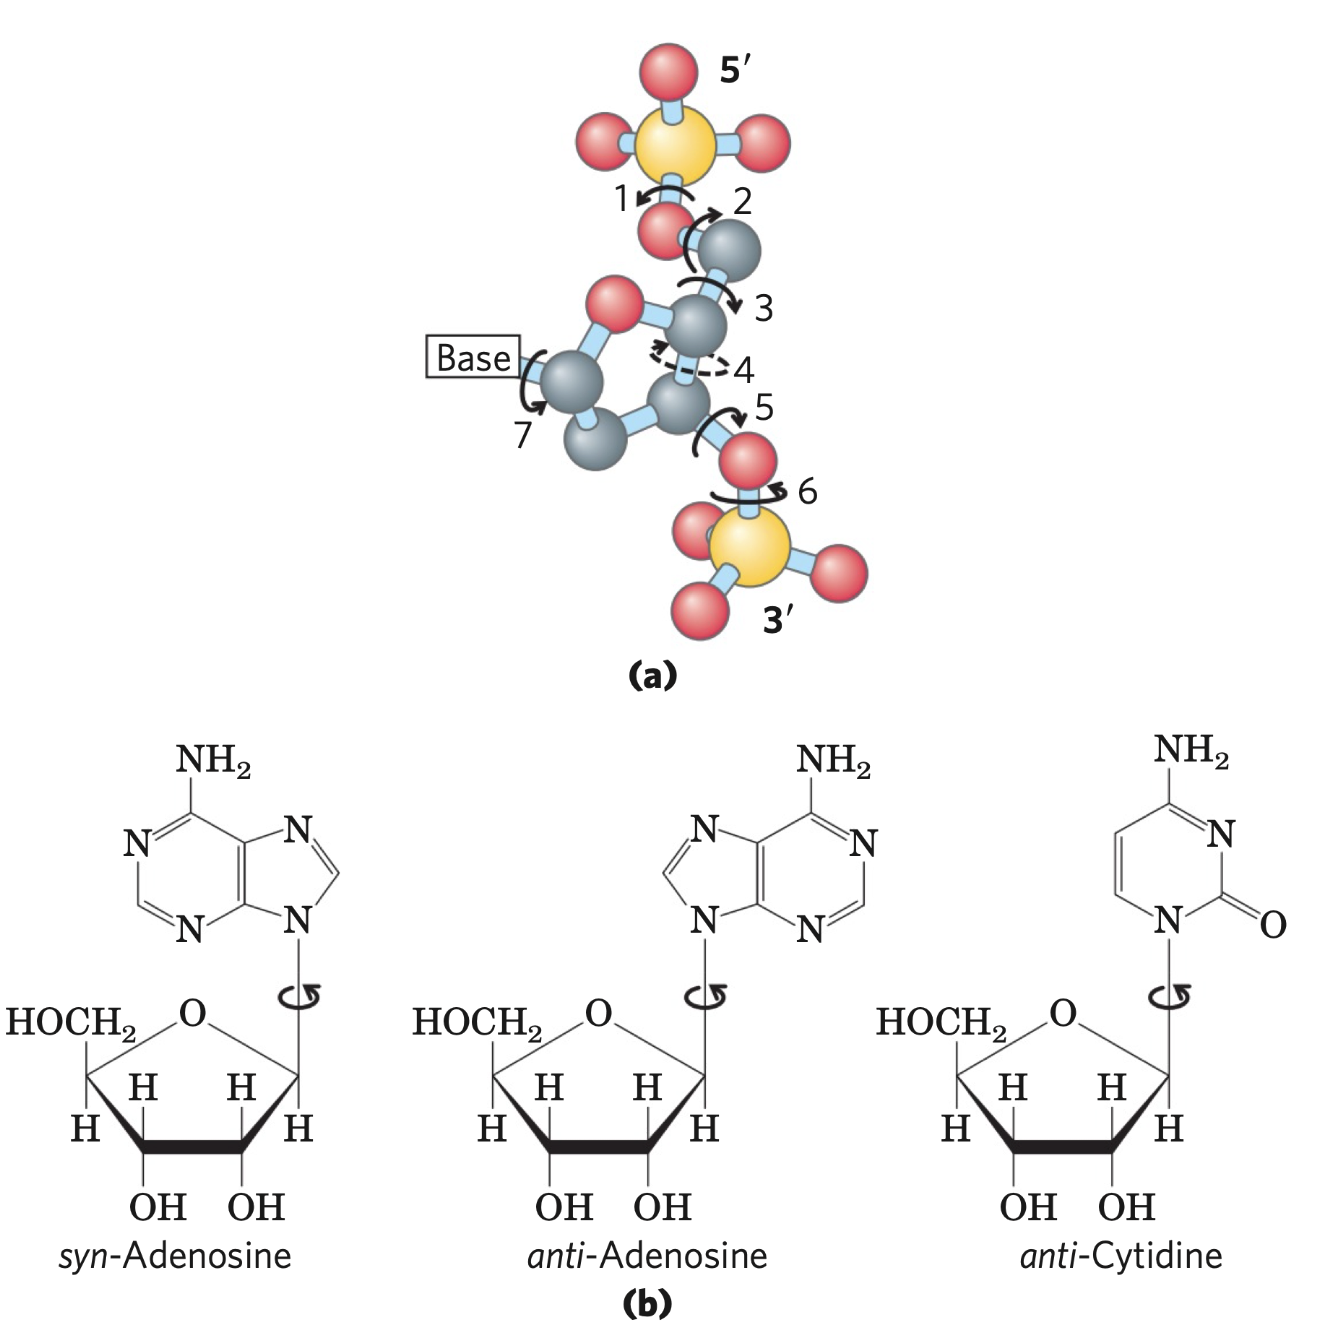 5′
1
2
3
Base
4
5
7
6
3′
(a)
NH₂ NH₂ NH₂
N N N N N
N N N N N O
HOCH₂ O HOCH₂ O HOCH₂ O
H H H H H H
H H H H H H
OH OH OH OH OH OH
syn-Adenosine anti-Adenosine anti-Cytidine
(b)